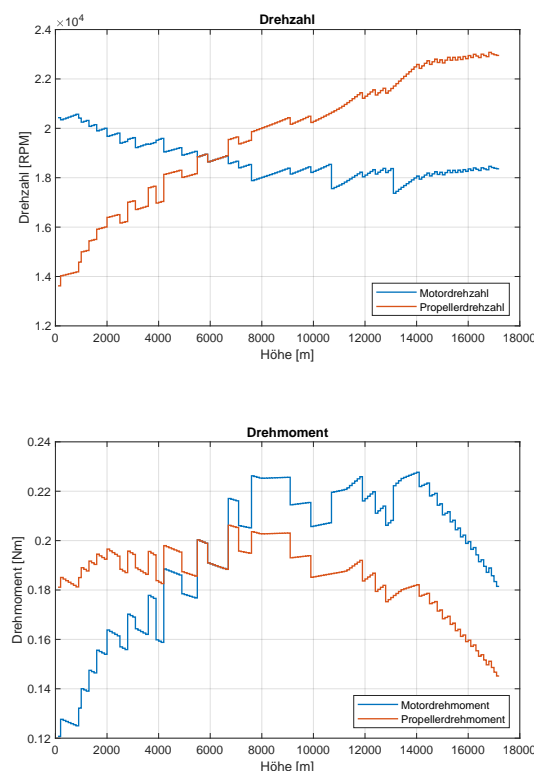 ×10⁴
Drehzahl
2.4
2.2
2
1.8
1.6
1.4
1.2
Drehzahl [RPM]
Motordrehzahl
Propellerdrehzahl
0 2000 4000 6000 8000 10000 12000 14000 16000 18000
Höhe [m]
Drehmoment
0.24
0.22
0.2
0.18
0.16
0.14
0.12
Drehmoment [Nm]
Motordrehmoment
Propellerdrehmoment
0 2000 4000 6000 8000 10000 12000 14000 16000 18000
Höhe [m]